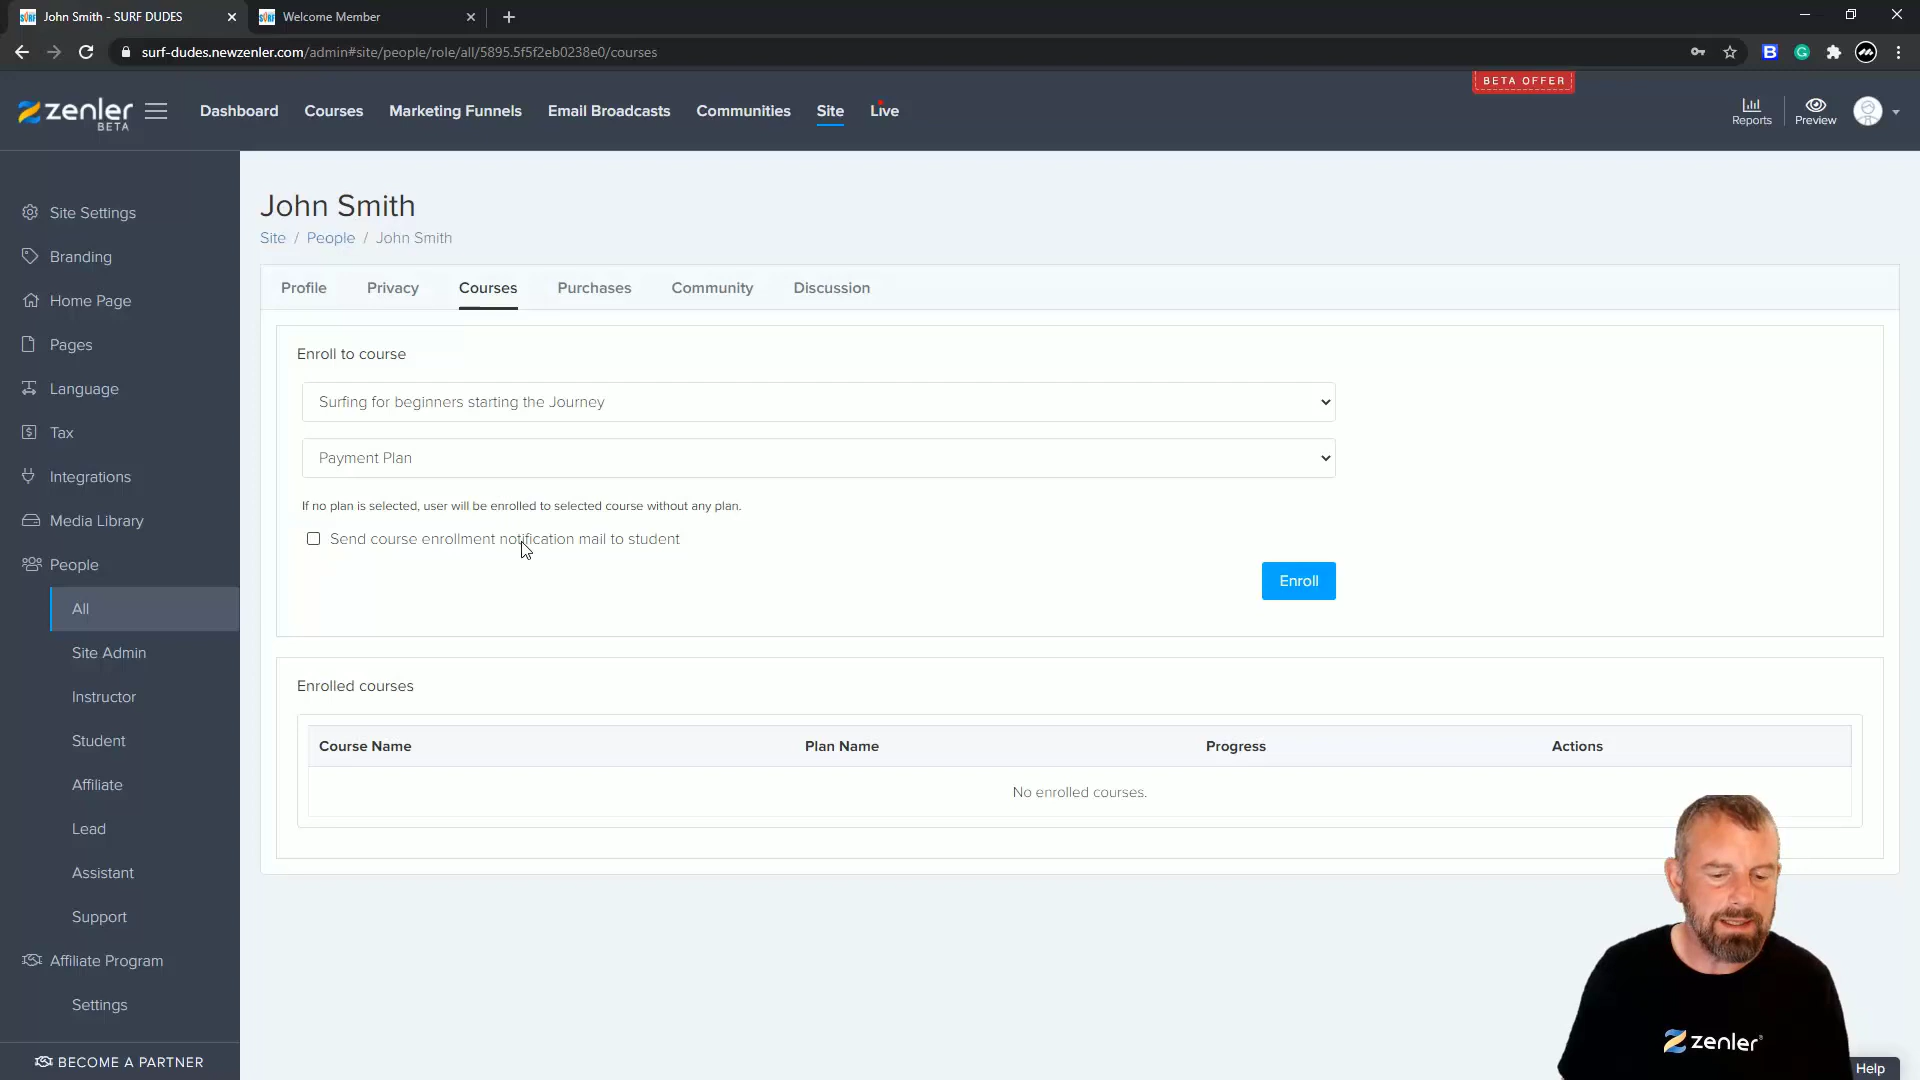 John Smith - SURF DUDES
Welcome Member
surf-dudes.newzenler.com/admin#site/people/role/all/5895.5f5f2eb0238e0/courses
BETA OFFER
zenler
BETA
Dashboard
Courses
Marketing Funnels
Email Broadcasts
Communities
Site
Live
Reports
Preview
Site Settings
Branding
Home Page
Pages
Language
Tax
Integrations
Media Library
People
All
Site Admin
Instructor
Student
Affiliate
Lead
Assistant
Support
Affiliate Program
Settings
BECOME A PARTNER
John Smith
Site / People / John Smith
Profile
Privacy
Courses
Purchases
Community
Discussion
Enroll to course
Surfing for beginners starting the Journey
Payment Plan
If no plan is selected, user will be enrolled to selected course without any plan.
Send course enrollment notification mail to student
Enroll
Enrolled courses
Course Name
Plan Name
Progress
Actions
No enrolled courses.
zenler
Help